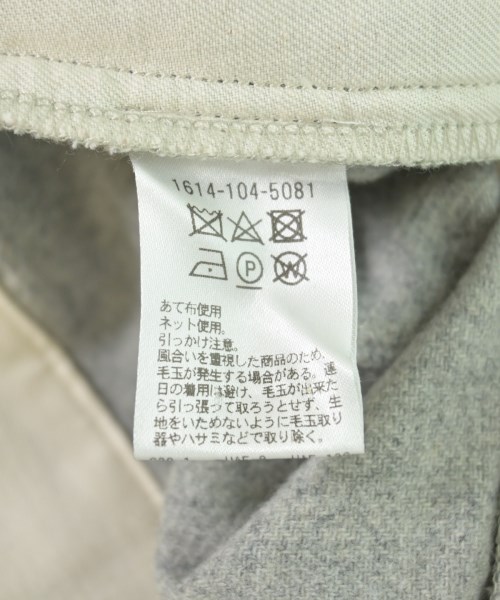 1614-104-5081
P W
あて布使用
ネット使用。
引っかけ注意。
風合いを重視した商品のため、
毛玉が発生する場合がある。連
日の着用は避け、毛玉が出来た
ら引っ張って取ろうとせず、生
地をいためないように毛玉取り
器やハサミなどで取り除く。